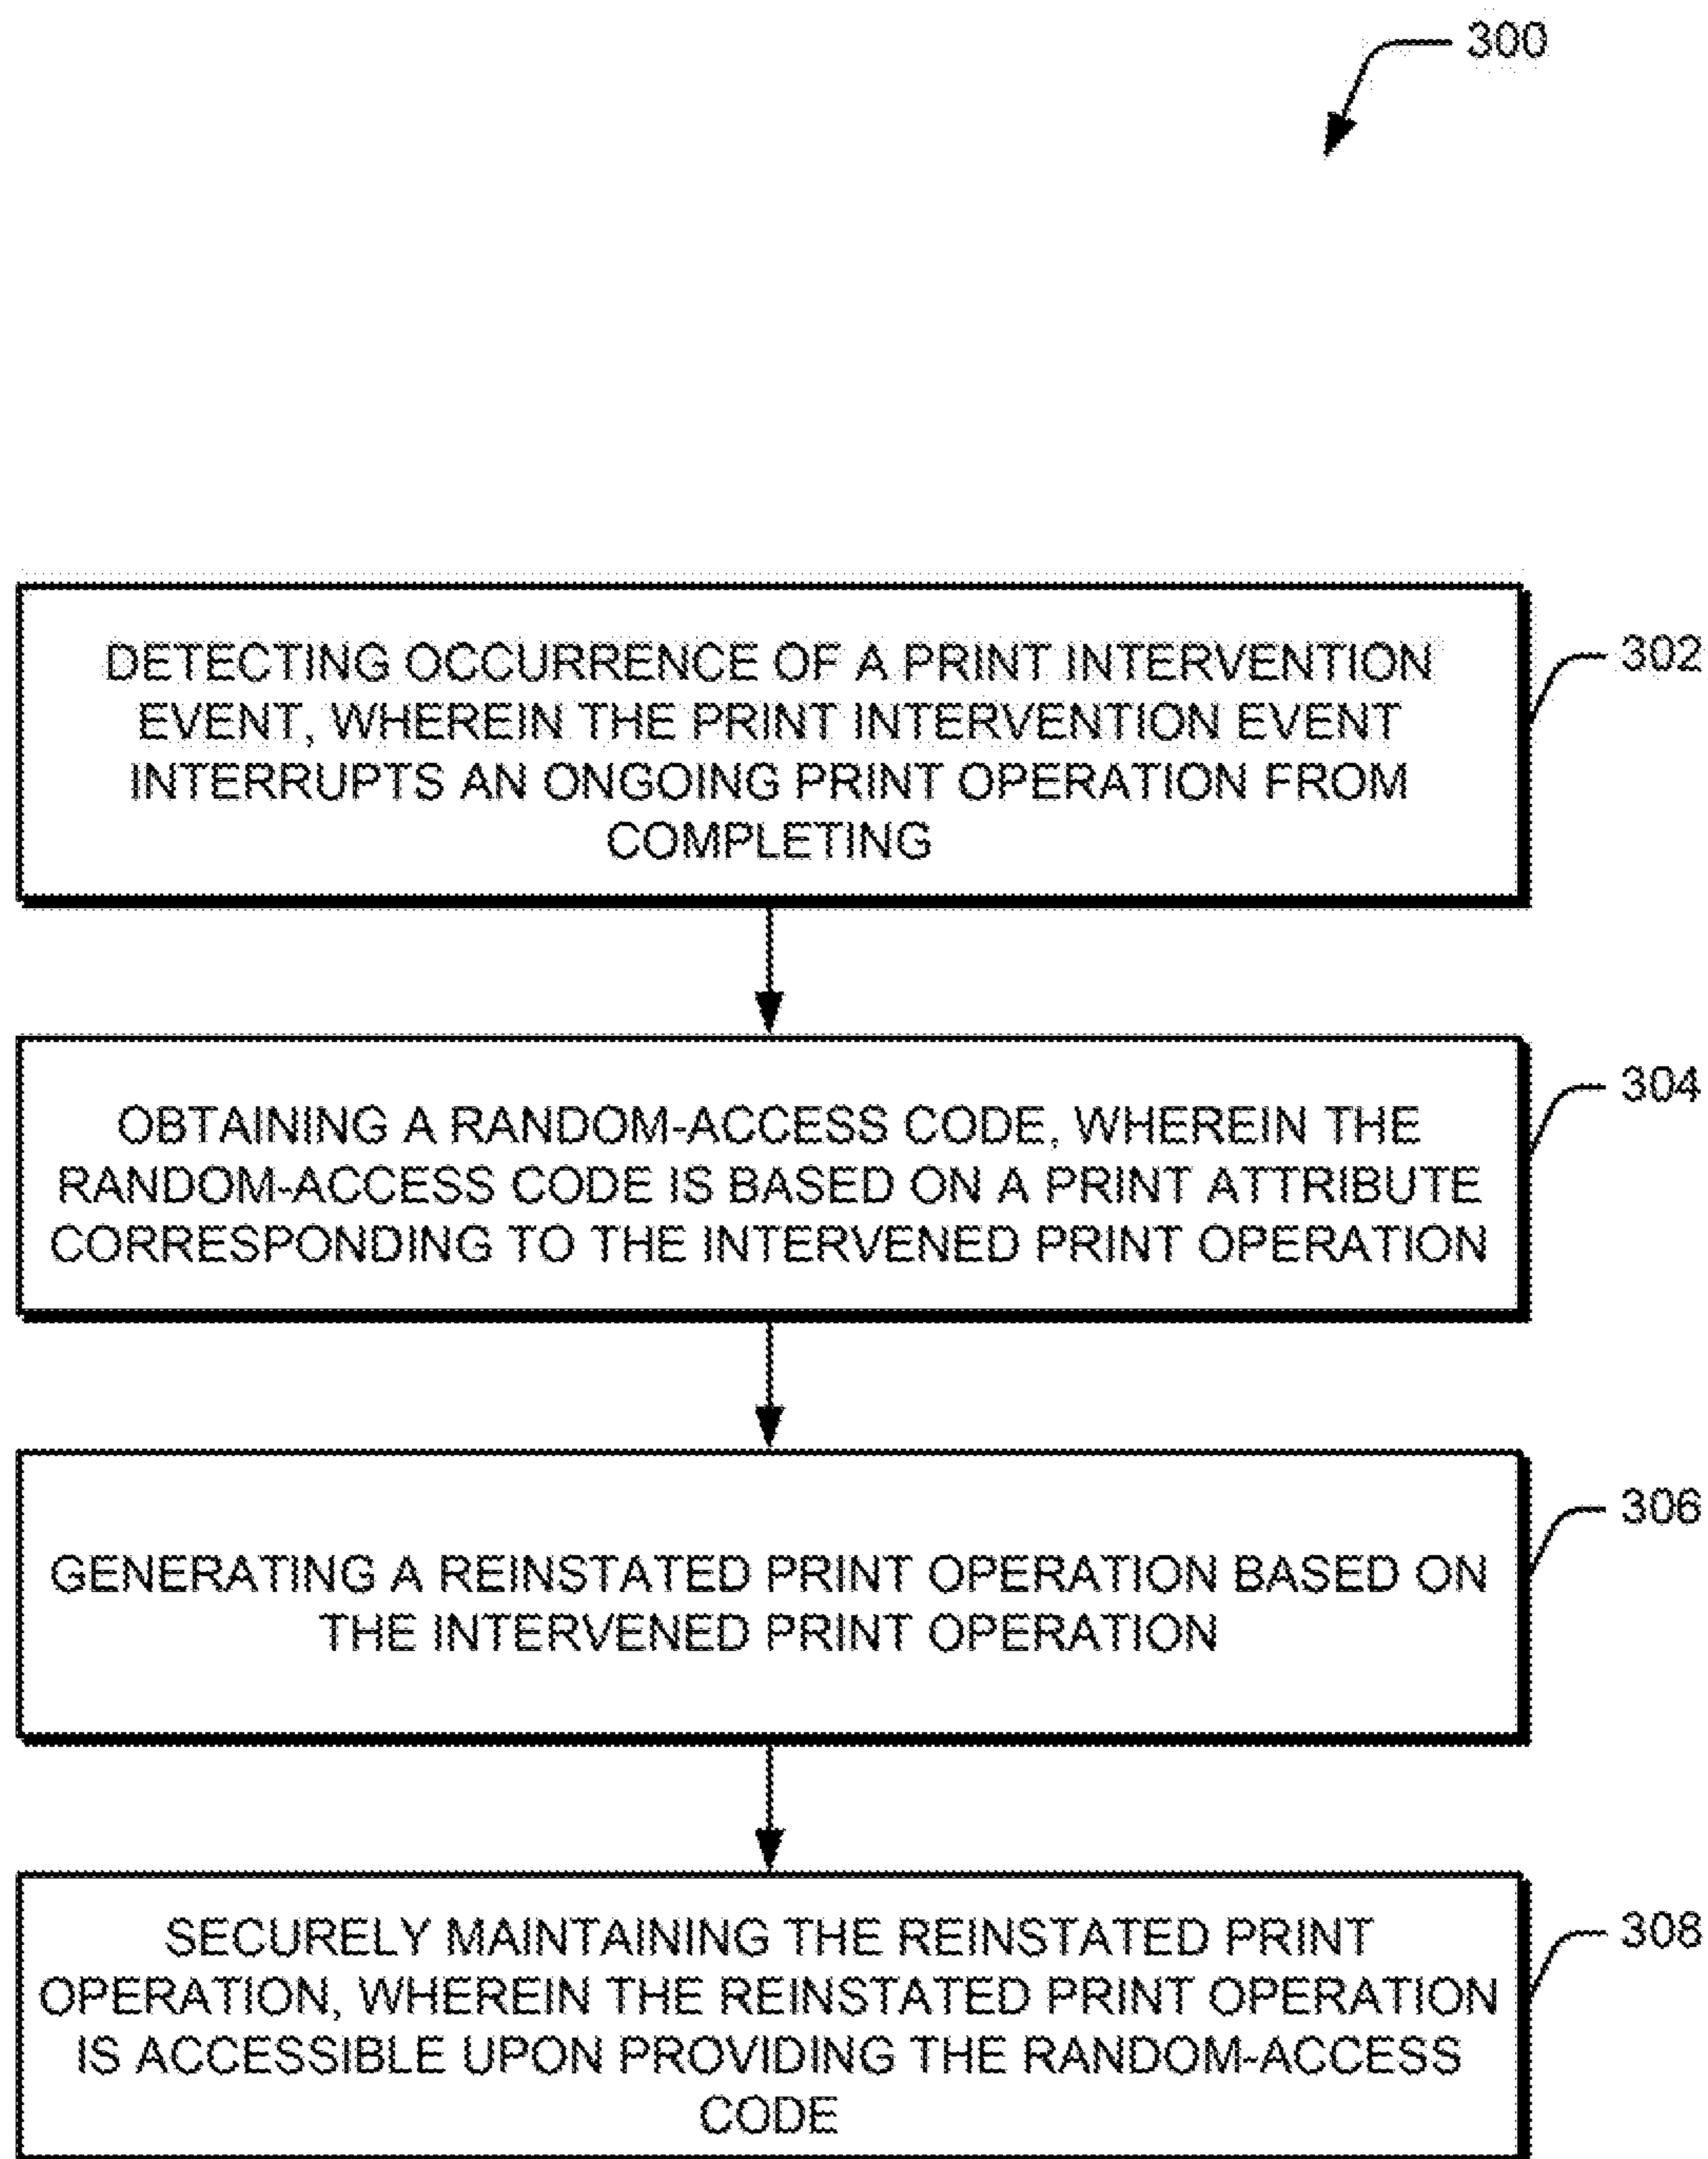 300
DETECTING OCCURRENCE OF A PRINT INTERVENTION
EVENT, WHEREIN THE PRINT INTERVENTION EVENT
INTERRUPTS AN ONGOING PRINT OPERATION FROM
COMPLETING
302
OBTAINING A RANDOM-ACCESS CODE, WHEREIN THE
RANDOM-ACCESS CODE IS BASED ON A PRINT ATTRIBUTE
CORRESPONDING TO THE INTERVENED PRINT OPERATION
304
GENERATING A REINSTATED PRINT OPERATION BASED ON
THE INTERVENED PRINT OPERATION
306
SECURELY MAINTAINING THE REINSTATED PRINT
OPERATION, WHEREIN THE REINSTATED PRINT OPERATION
IS ACCESSIBLE UPON PROVIDING THE RANDOM-ACCESS
CODE
308